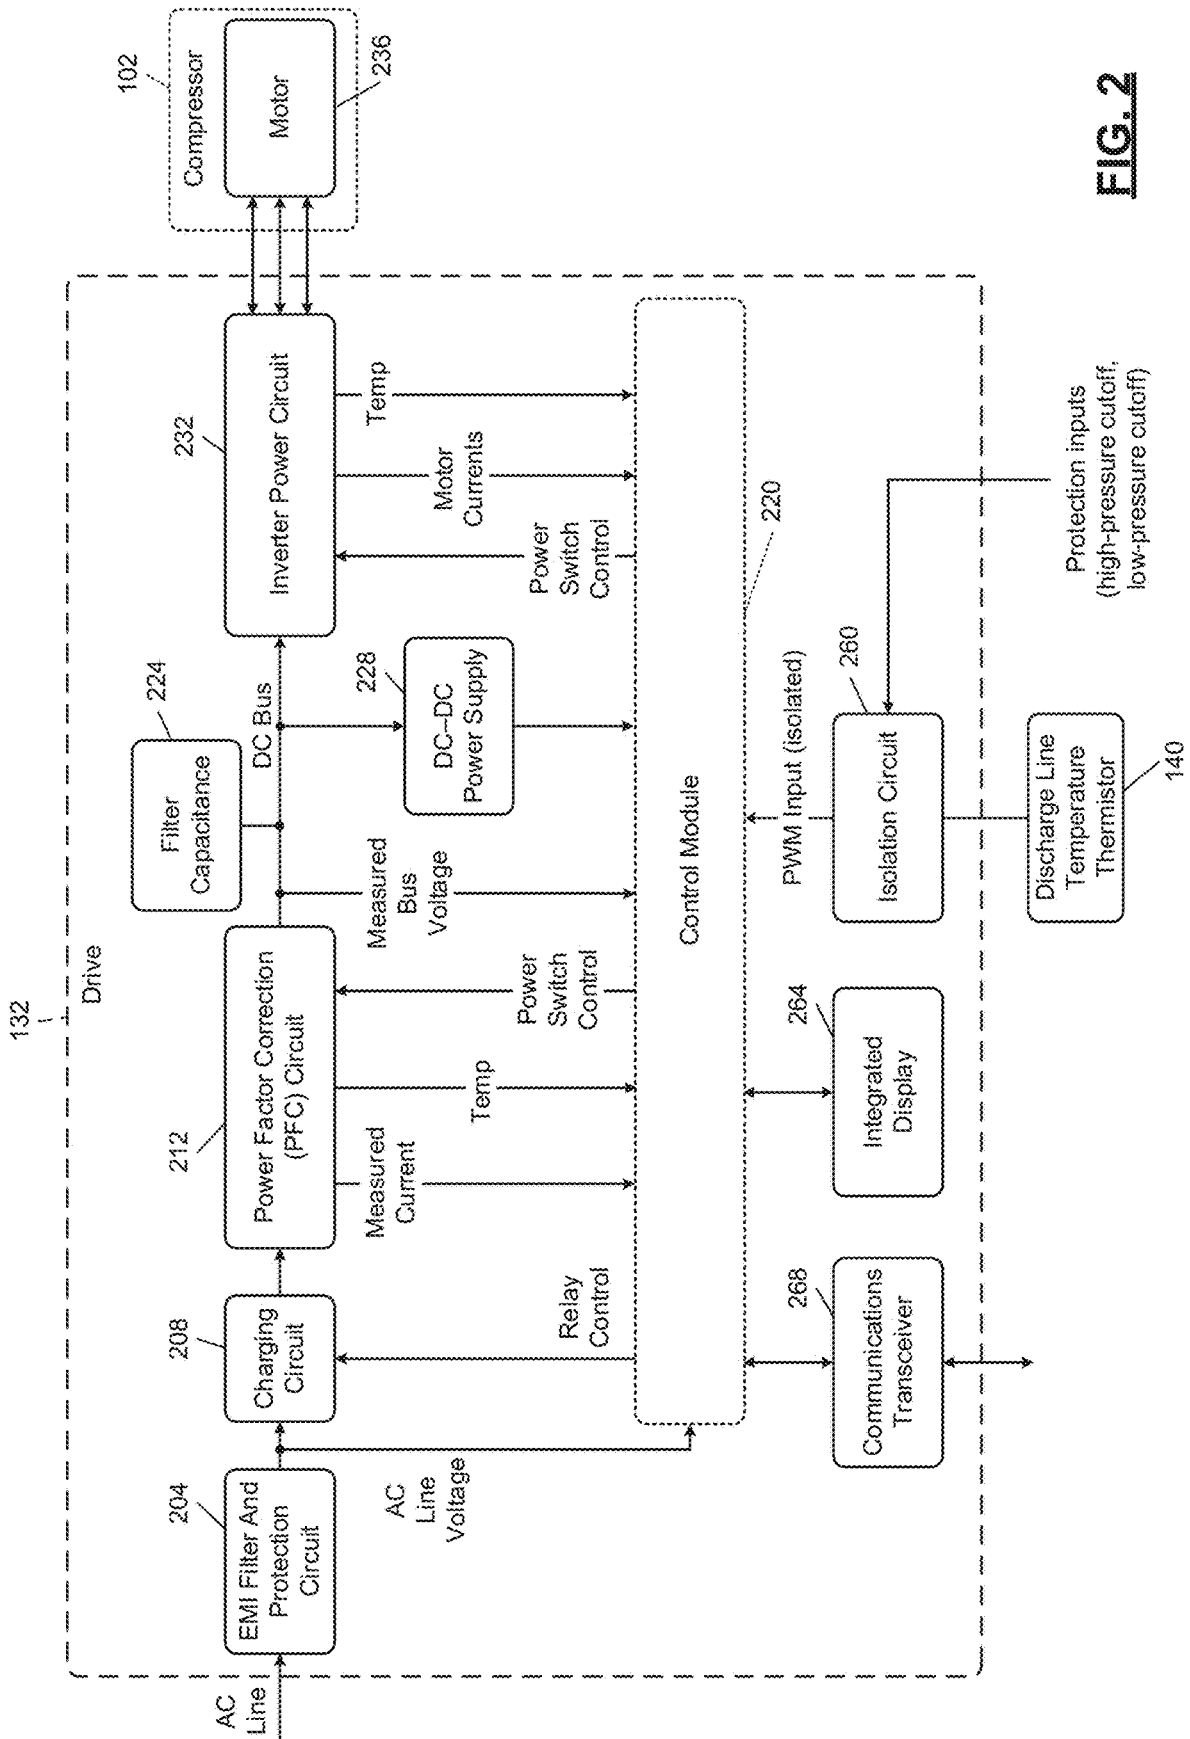 132
Drive
AC
Line
204
EMI Filter And
Protection
Circuit
AC
Line
Voltage
208
Charging
Circuit
Relay
Control
212
Power Factor Correction
(PFC) Circuit
Measured
Current
Temp
Power
Switch
Control
224
Filter
Capacitance
DC Bus
Measured
Bus
Voltage
228
DC–DC
Power Supply
232
Inverter Power Circuit
Power
Switch
Control
Motor
Currents
Temp
102
Compressor
Motor
236
Control Module
220
268
Communications
Transceiver
264
Integrated
Display
PWM Input (isolated)
260
Isolation Circuit
Discharge Line
Temperature
Thermistor
140
Protection inputs
(high-pressure cutoff,
low-pressure cutoff)
FIG. 2